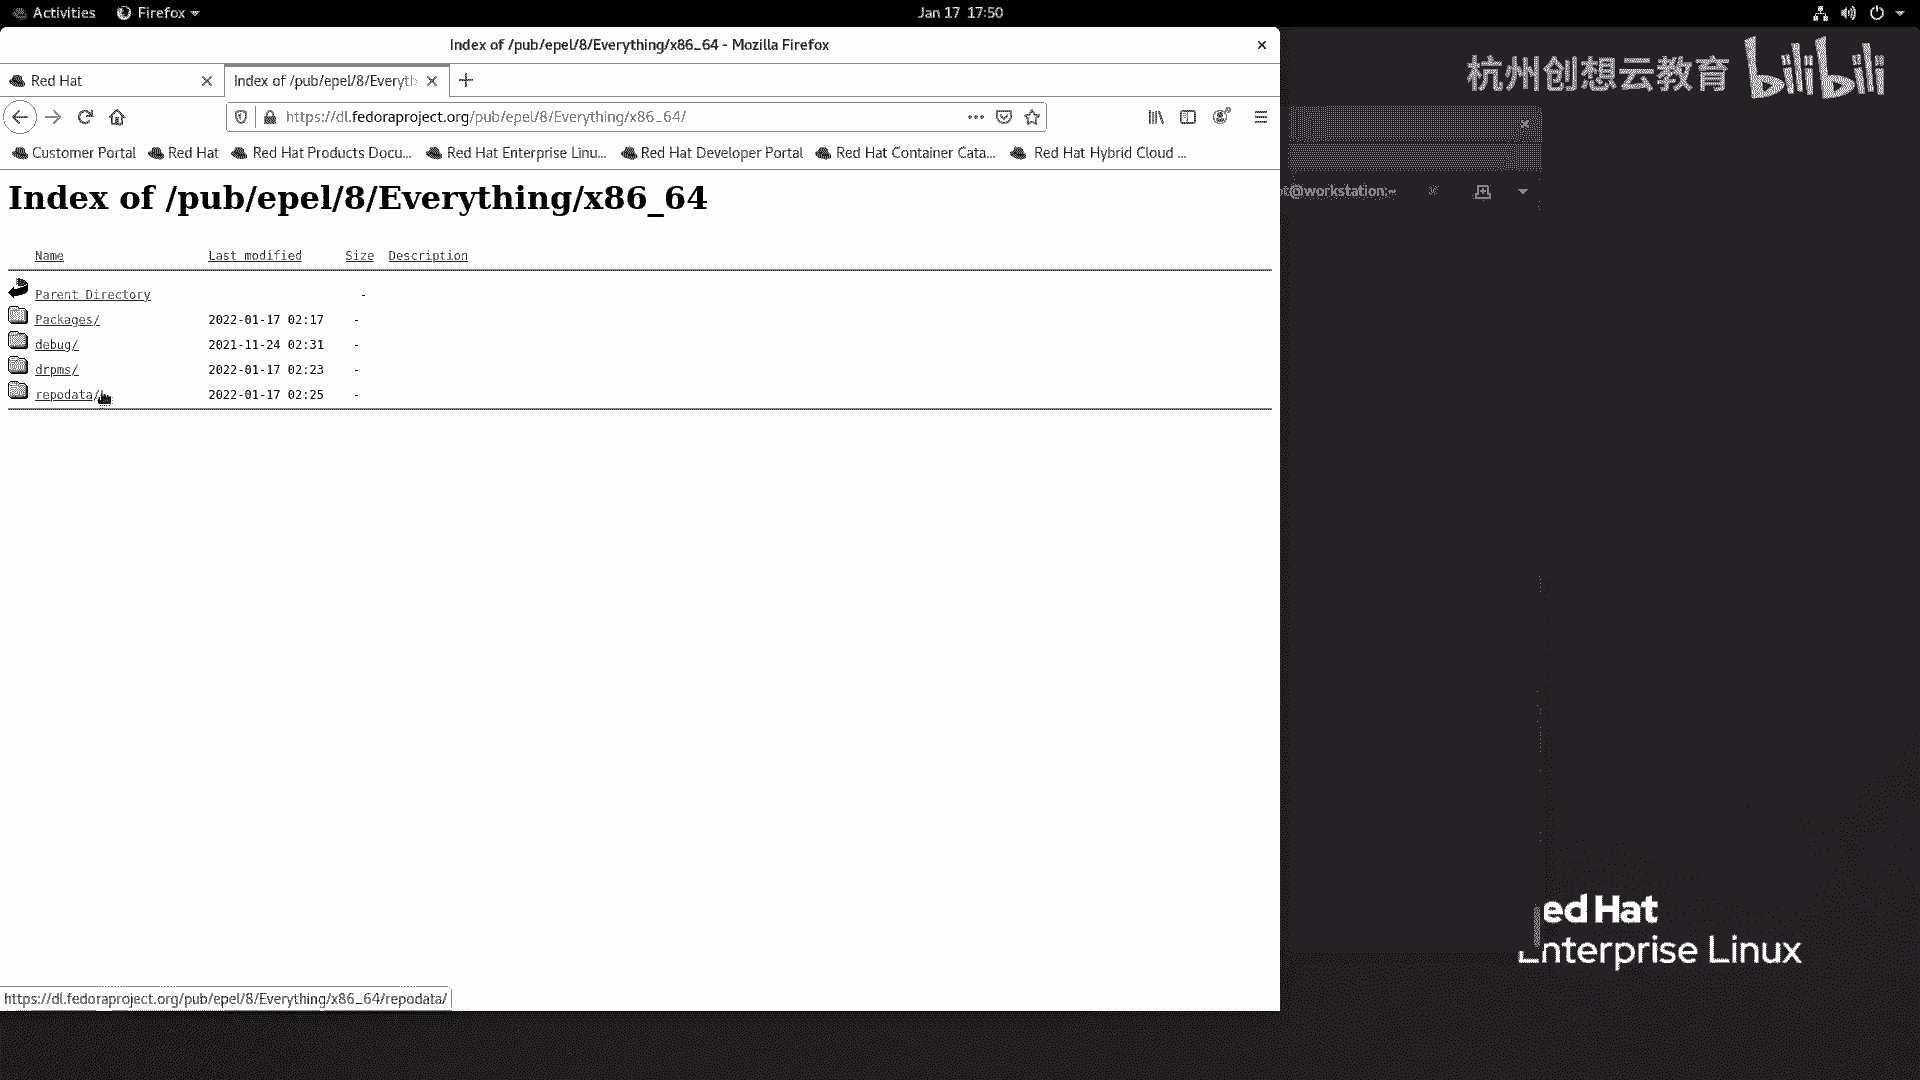 Activities
Firefox
Jan 17 17:50
Index of /pub/epel/8/Everything/x86_64 - Mozilla Firefox
杭州创想云教育 bilibili
Red Hat
Index of /pub/epel/8/Everyth
https://dl.fedoraproject.org/pub/epel/8/Everything/x86_64/
Customer Portal
Red Hat
Red Hat Products Docu...
Red Hat Enterprise Linu...
Red Hat Developer Portal
Red Hat Container Cata...
Red Hat Hybrid Cloud ...
t@workstation:~
Index of /pub/epel/8/Everything/x86_64
Name Last modified Size Description
Parent Directory -
Packages/ 2022-01-17 02:17 -
debug/ 2021-11-24 02:31 -
drpms/ 2022-01-17 02:23 -
repodata/ 2022-01-17 02:25 -
ed Hat
nterprise Linux
https://dl.fedoraproject.org/pub/epel/8/Everything/x86_64/repodata/